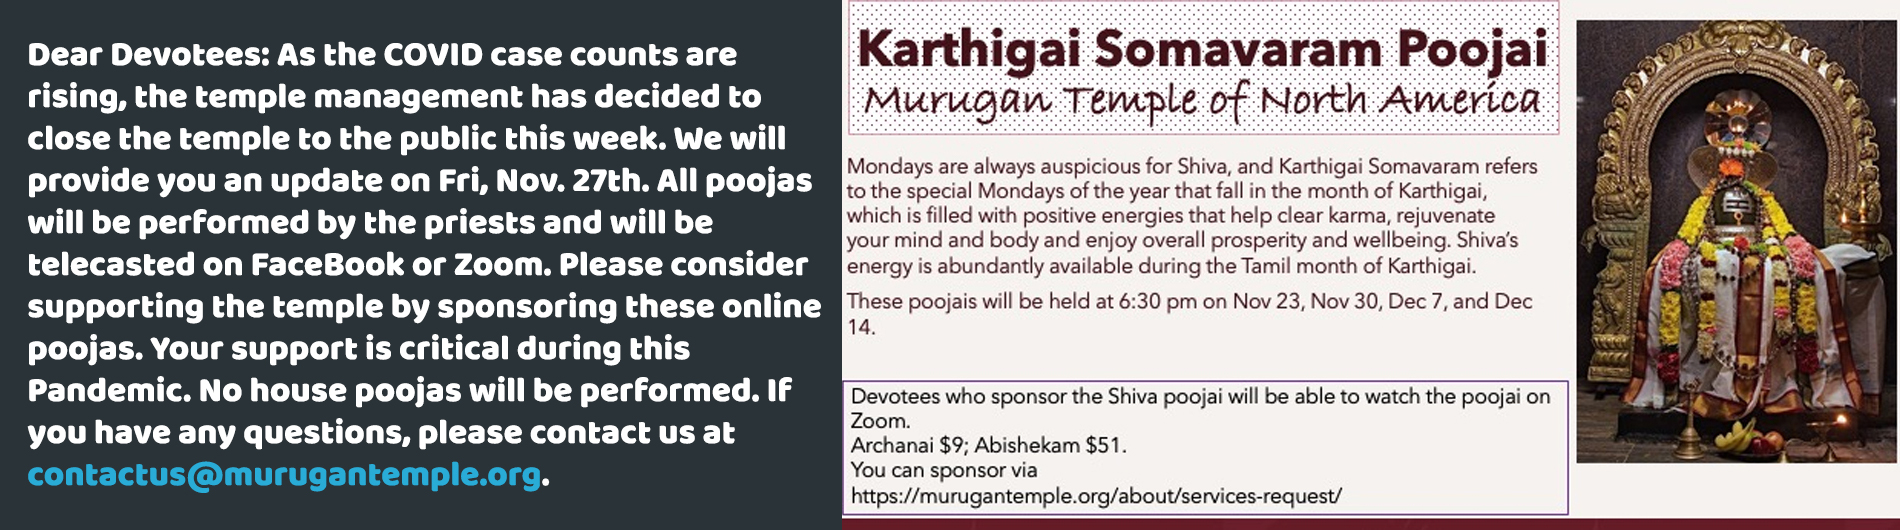 Dear Devotees: As the COVID case counts are
rising, the temple management has decided to
close the temple to the public this week. We will
provide you an update on Fri, Nov. 27th. All poojas
will be performed by the priests and will be
telecasted on FaceBook or Zoom. Please consider
supporting the temple by sponsoring these online
poojas. Your support is critical during this
Pandemic. No house poojas will be performed. If
you have any questions, please contact us at
contactus@murugantemple.org.
Karthigai Somavaram Poojai
Murugan Temple of North America
Mondays are always auspicious for Shiva, and Karthigai Somavaram refers
to the special Mondays of the year that fall in the month of Karthigai,
which is filled with positive energies that help clear karma, rejuvenate
your mind and body and enjoy overall prosperity and wellbeing. Shiva's
energy is abundantly available during the Tamil month of Karthigai.
These poojais will be held at 6:30 pm on Nov 23, Nov 30, Dec 7, and Dec
14.
Devotees who sponsor the Shiva poojai will be able to watch the poojai on
Zoom.
Archanai $9; Abishekam $51.
You can sponsor via
https://murugantemple.org/about/services-request/